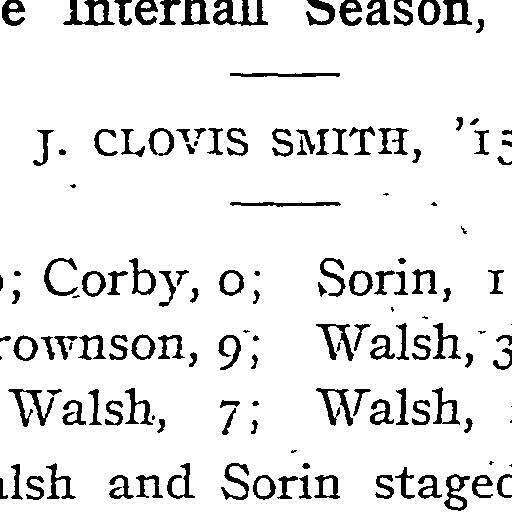 Interhall Season,
J. CLOVIS SMITH, '15
; Corby, 0; Sorin, 1
rownson, 9; Walsh, 3
Walsh, 7; Walsh,
alsh and Sorin staged